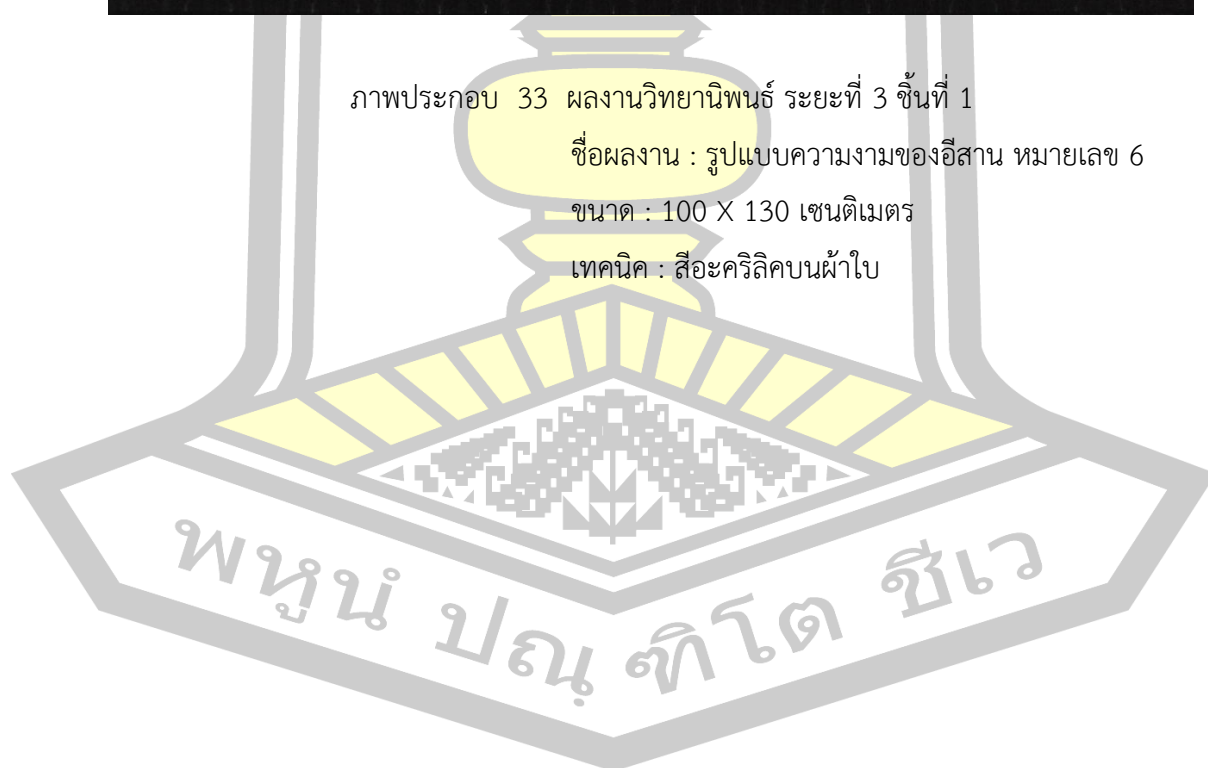 ภาพประกอบ 33 ผลงานวิทยานิพนธ์ ระยะที่ 3 ชิ้นที่ 1
ชื่อผลงาน : รูปแบบความงามของอีสาน หมายเลข 6
ขนาด : 100 X 130 เซนติเมตร
เทคนิค : สีอะคริลิคบนผ้าใบ
พหูนํ ปณฺฑิโต ชีเว